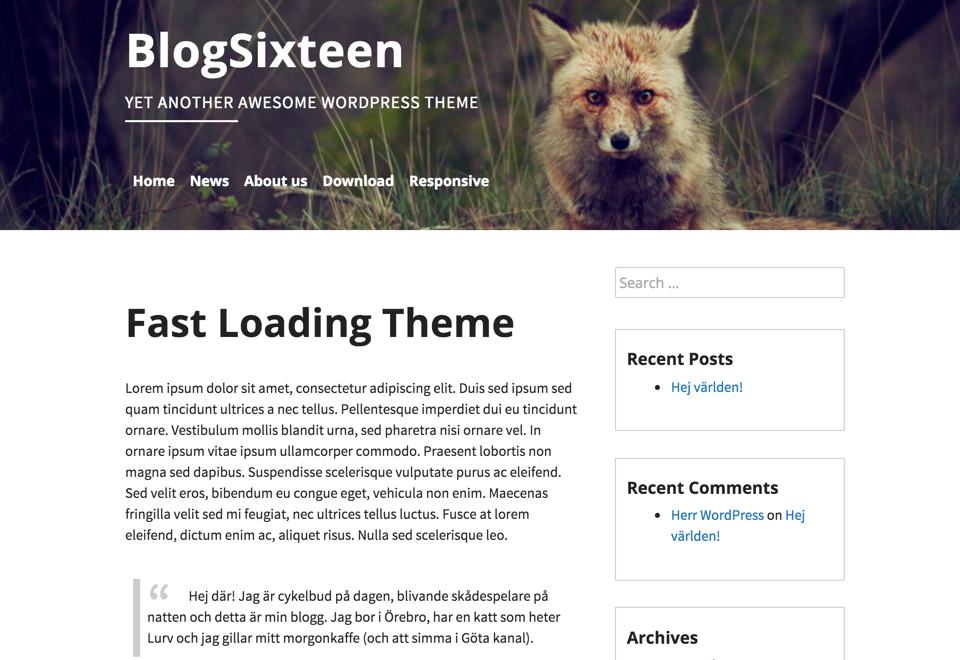 BlogSixteen
YET ANOTHER AWESOME WORDPRESS THEME
Home News About us Download Responsive
Search ...
Fast Loading Theme
Lorem ipsum dolor sit amet, consectetur adipiscing elit. Duis sed ipsum sed
quam tincidunt ultrices a nec tellus. Pellentesque imperdiet dui eu tincidunt
ornare. Vestibulum mollis blandit urna, sed pharetra nisi ornare vel. In
ornare ipsum vitae ipsum ullamcorper commodo. Praesent lobortis non
magna sed dapibus. Suspendisse scelerisque vulputate purus ac eleifend.
Sed velit eros, bibendum eu congue eget, vehicula non enim. Maecenas
fringilla velit sed mi feugiat, nec ultrices tellus luctus. Fusce at lorem
eleifend, dictum enim ac, aliquet risus. Nulla sed scelerisque leo.
“ Hej där! Jag är cykelbud på dagen, blivande skådespelare på
natten och detta är min blogg. Jag bor i Örebro, har en katt som heter
Lurv och jag gillar mitt morgonkaffe (och att simma i Göta kanal).
Recent Posts
• Hej världen!
Recent Comments
• Herr WordPress on Hej
världen!
Archives